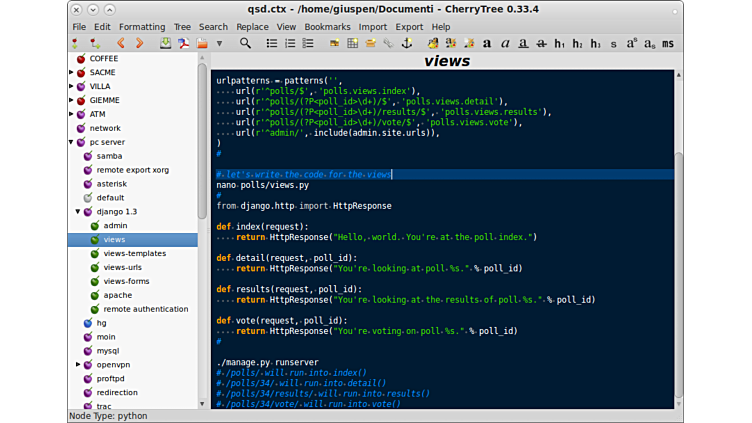 qsd.ctx - /home/giuspen/Documenti - CherryTree 0.33.4
File Edit Formatting Tree Search Replace View Bookmarks Import Export Help
a a a a h₁ h₂ h₃ s aˢ aₛ ms
COFFEE
SACME
VILLA
GIEMME
ATM
network
pc server
samba
remote export xorg
asterisk
default
django 1.3
admin
views
views-templates
views-urls
views-forms
apache
remote authentication
hg
moin
mysql
openvpn
proftpd
redirection
trac
views
urlpatterns = patterns('',
····url(r'^polls/$', 'polls.views.index'),
····url(r'^polls/(?P<poll_id>\d+)/$', 'polls.views.detail'),
····url(r'^polls/(?P<poll_id>\d+)/results/$', 'polls.views.results'),
····url(r'^polls/(?P<poll_id>\d+)/vote/$', 'polls.views.vote'),
····url(r'^admin/', include(admin.site.urls)),
)
#
# let's write the code for the views
nano polls/views.py
#
from django.http import HttpResponse
def index(request):
····return HttpResponse("Hello, world. You're at the poll index.")
def detail(request, poll_id):
····return HttpResponse("You're looking at poll %s." % poll_id)
def results(request, poll_id):
····return HttpResponse("You're looking at the results of poll %s." % poll_id)
def vote(request, poll_id):
····return HttpResponse("You're voting on poll %s." % poll_id)
#
./manage.py runserver
# /polls/ will run into index()
# /polls/34/ will run into detail()
# /polls/34/results/ will run into results()
# /polls/34/vote/ will run into vote()
Node Type: python